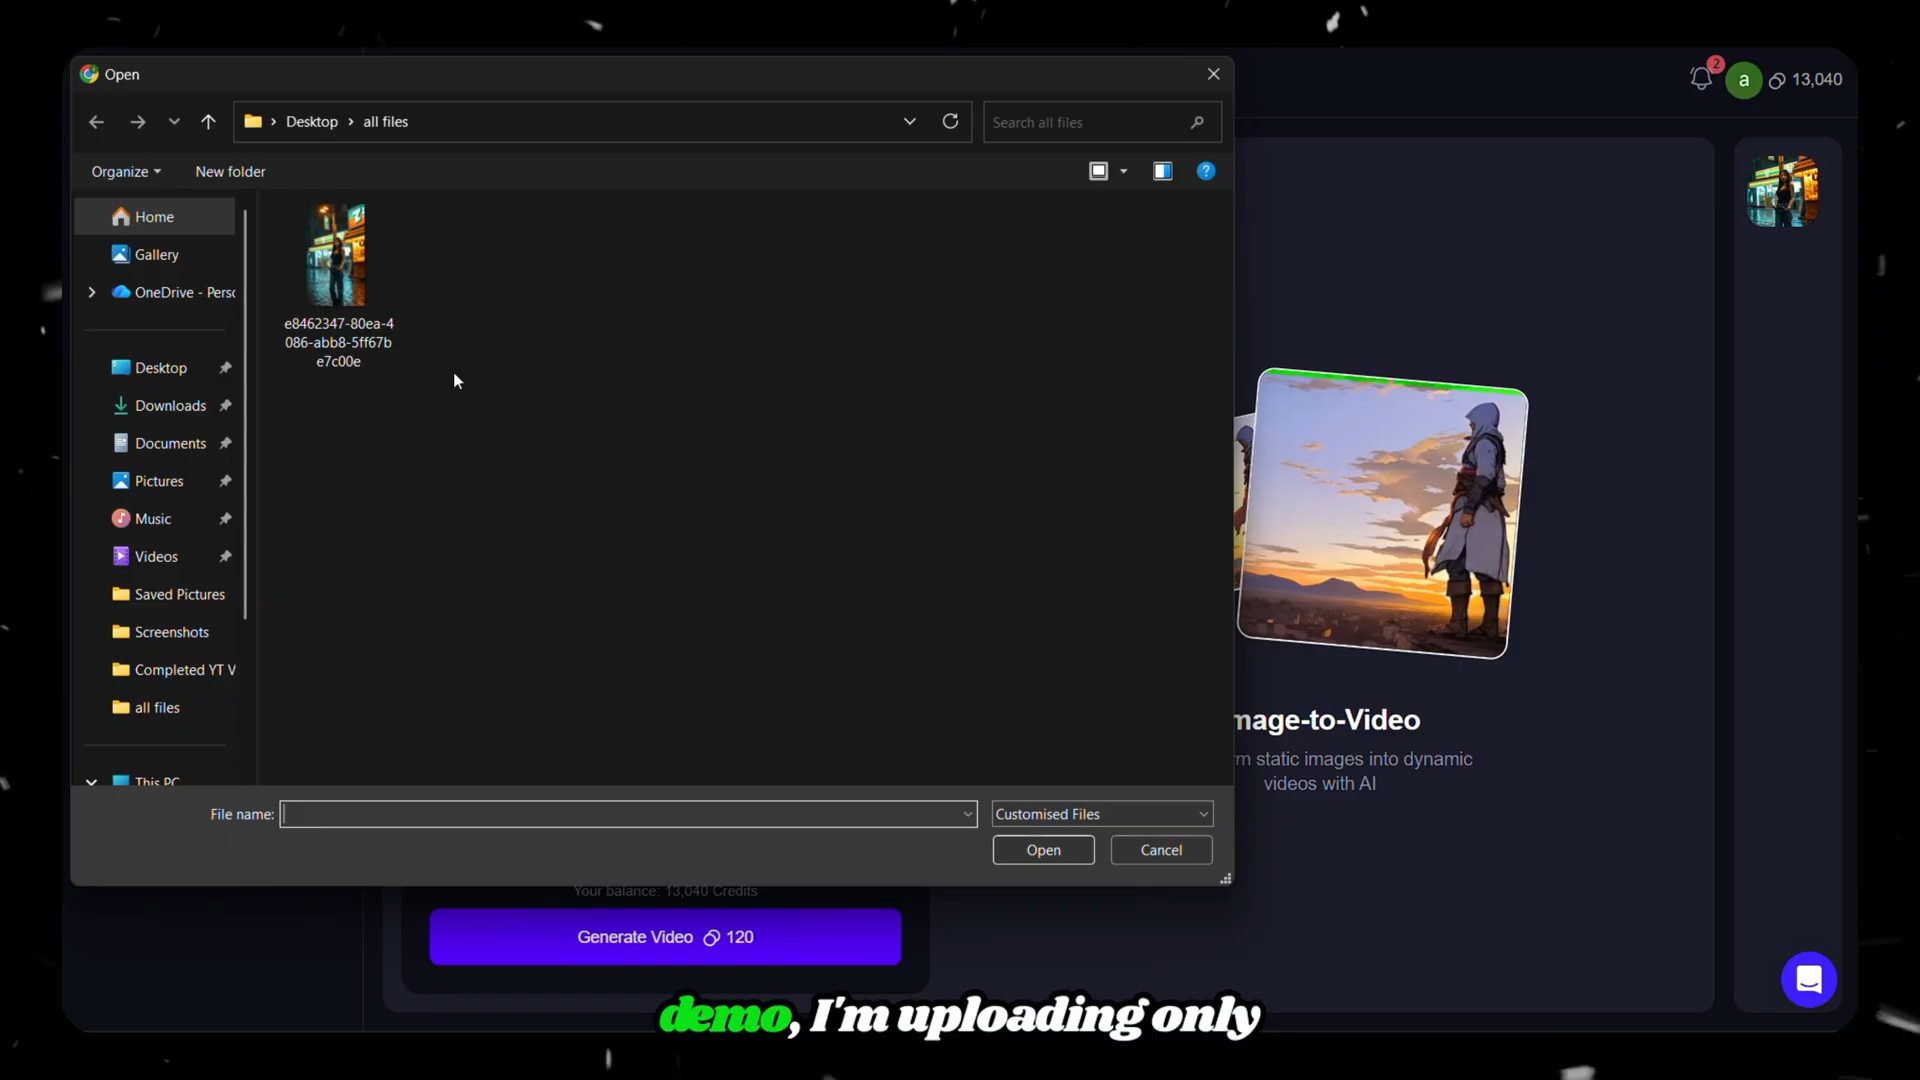 Open
2
a
13,040
Desktop
all files
Search all files
Organize
New folder
?
Home
Gallery
OneDrive - Perso
e8462347-80ea-4
086-abb8-5ff67b
e7c00e
Desktop
Downloads
Documents
Pictures
Music
Videos
Saved Pictures
Screenshots
Completed YT V
all files
This PC
mage-to-Video
rm static images into dynamic
videos with AI
File name:
Customised Files
Open
Cancel
Your balance: 13,040 Credits
Generate Video 120
demo, I'm uploading only